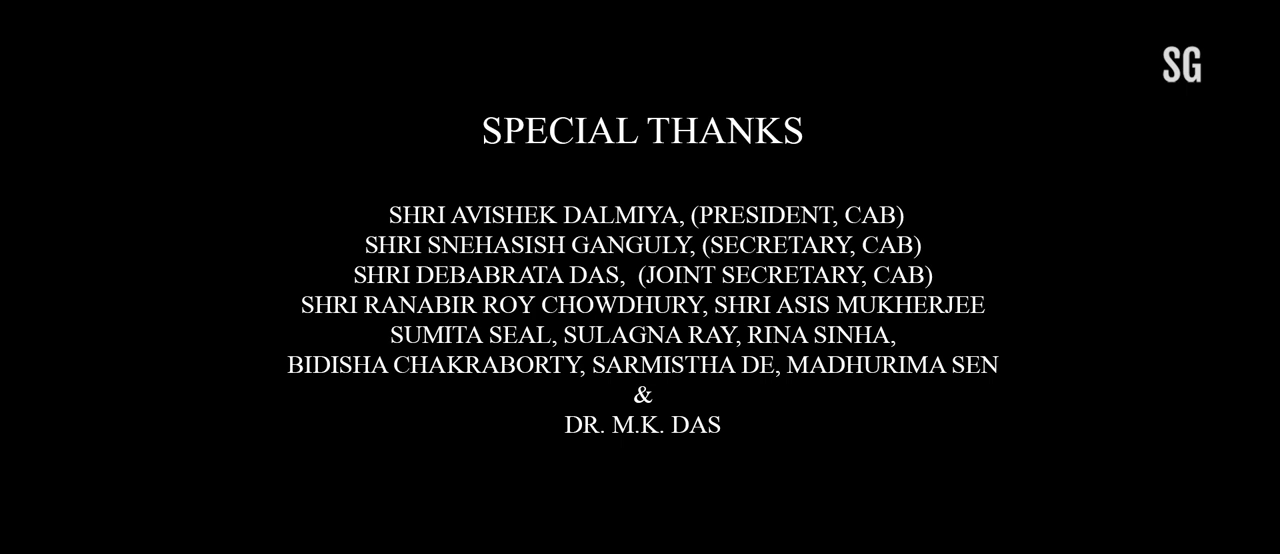 SG
SPECIAL THANKS
SHRI AVISHEK DALMIYA, (PRESIDENT, CAB)
SHRI SNEHASISH GANGULY, (SECRETARY, CAB)
SHRI DEBABRATA DAS,  (JOINT SECRETARY, CAB)
SHRI RANABIR ROY CHOWDHURY, SHRI ASIS MUKHERJEE
SUMITA SEAL, SULAGNA RAY, RINA SINHA,
BIDISHA CHAKRABORTY, SARMISTHA DE, MADHURIMA SEN
&
DR. M.K. DAS